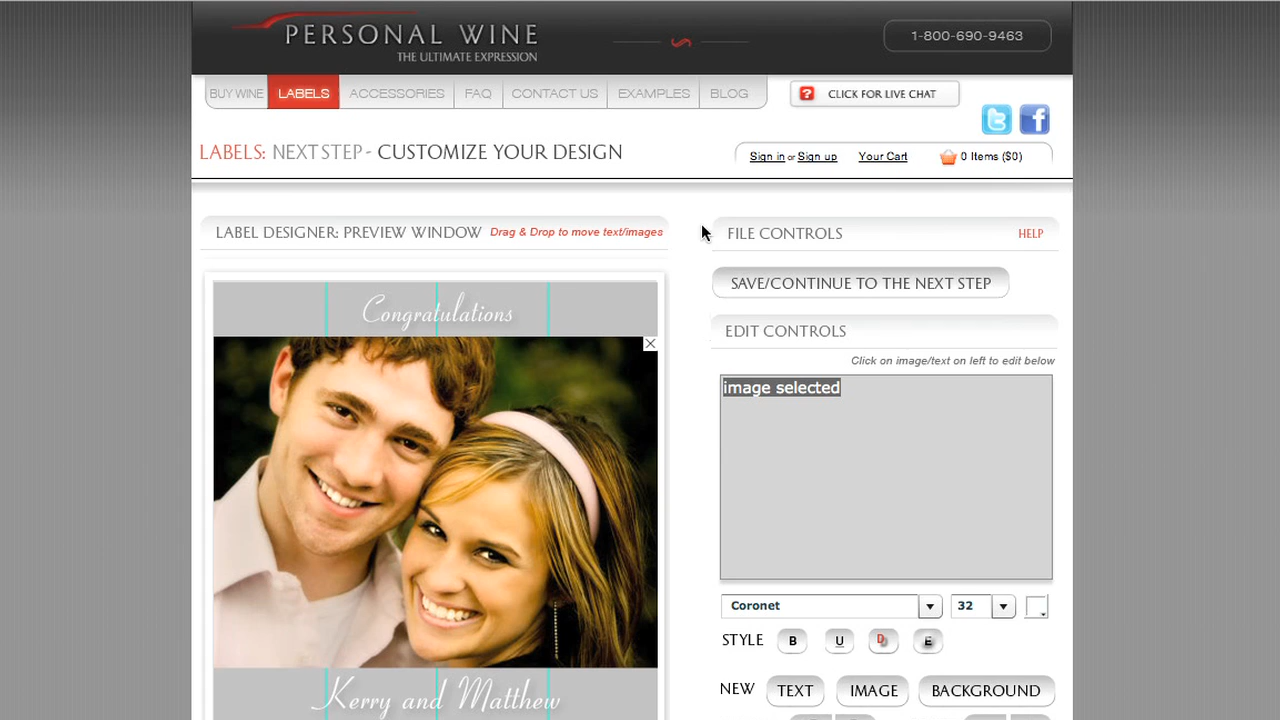 PERSONAL WINE
THE ULTIMATE EXPRESSION
1-800-690-9463
BUY WINE LABELS ACCESSORIES FAQ CONTACT US EXAMPLES BLOG
? CLICK FOR LIVE CHAT
t f
LABELS: NEXT STEP - CUSTOMIZE YOUR DESIGN
Sign in or Sign up Your Cart 0 Items ($0)
LABEL DESIGNER: PREVIEW WINDOW Drag & Drop to move text/images
FILE CONTROLS HELP
SAVE/CONTINUE TO THE NEXT STEP
Congratulations
EDIT CONTROLS
Click on image/text on left to edit below
image selected
Coronet 32
STYLE B U D E
NEW TEXT IMAGE BACKGROUND
Kerry and Matthew